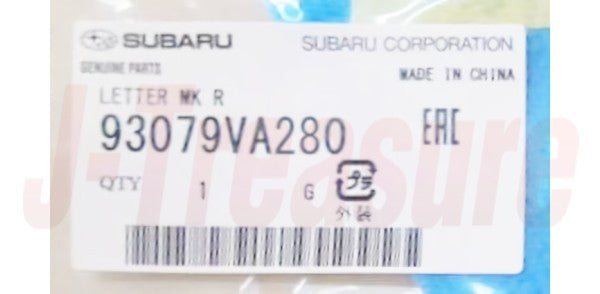 SUBARU SUBARU CORPORATION
GENUINE PARTS
MADE IN CHINA
LETTER MK R
93079VA280 EAC
QTY 1 G プラ
外装
J-Treasure